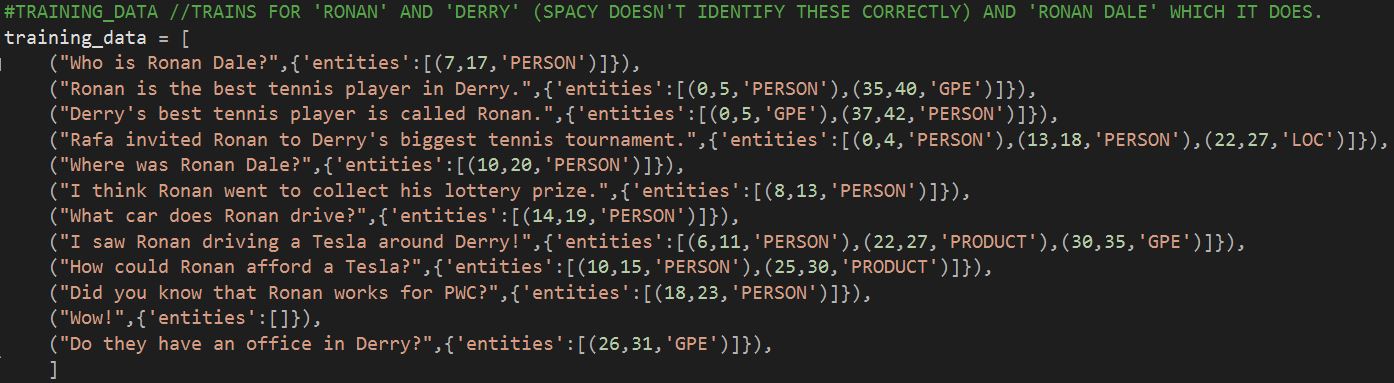 #TRAINING_DATA //TRAINS FOR 'RONAN' AND 'DERRY' (SPACY DOESN'T IDENTIFY THESE CORRECTLY) AND 'RONAN DALE' WHICH IT DOES.
training_data = [
    ("Who is Ronan Dale?",{'entities':[(7,17,'PERSON')]}),
    ("Ronan is the best tennis player in Derry.",{'entities':[(0,5,'PERSON'),(35,40,'GPE')]}),
    ("Derry's best tennis player is called Ronan.",{'entities':[(0,5,'GPE'),(37,42,'PERSON')]}),
    ("Rafa invited Ronan to Derry's biggest tennis tournament.",{'entities':[(0,4,'PERSON'),(13,18,'PERSON'),(22,27,'LOC')]}),
    ("Where was Ronan Dale?",{'entities':[(10,20,'PERSON')]}),
    ("I think Ronan went to collect his lottery prize.",{'entities':[(8,13,'PERSON')]}),
    ("What car does Ronan drive?",{'entities':[(14,19,'PERSON')]}),
    ("I saw Ronan driving a Tesla around Derry!",{'entities':[(6,11,'PERSON'),(22,27,'PRODUCT'),(30,35,'GPE')]}),
    ("How could Ronan afford a Tesla?",{'entities':[(10,15,'PERSON'),(25,30,'PRODUCT')]}),
    ("Did you know that Ronan works for PWC?",{'entities':[(18,23,'PERSON')]}),
    ("Wow!",{'entities':[]}),
    ("Do they have an office in Derry?",{'entities':[(26,31,'GPE')]}),
    ]